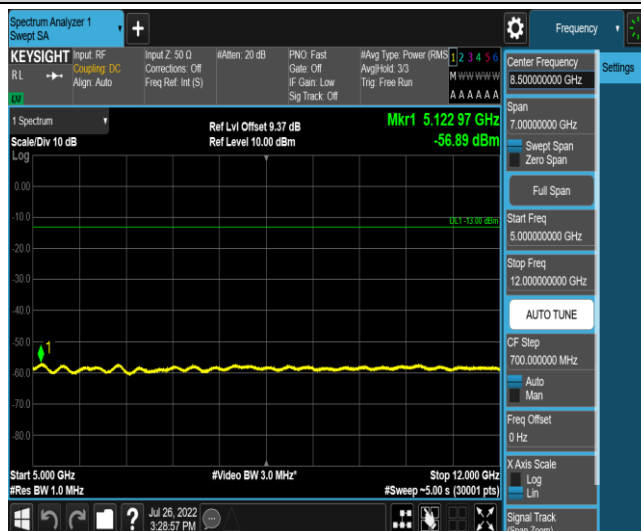 Spectrum Analyzer 1
Swept SA
+
Frequency
KEYSIGHT
RL
Input: RF
Coupling: DC
Align: Auto
Input Z: 50 Ω
Corrections: Off
Freq Ref: Int (S)
#Atten: 20 dB
PNO: Fast
Gate: Off
IF Gain: Low
Sig Track: Off
#Avg Type: Power (RMS
Avg|Hold: 3/3
Trig: Free Run
1 2 3 4 5 6
M W W W W W
A A A A A A
LW
1 Spectrum
Scale/Div 10 dB
Ref Lvl Offset 9.37 dB
Ref Level 10.00 dBm
Mkr1 5.122 97 GHz
-56.89 dBm
Log
0.00
-10.0
-20.0
-30.0
-40.0
-50.0
-60.0
-70.0
-80.0
DL1 -13.00 dBm
1
Start 5.000 GHz
#Res BW 1.0 MHz
#Video BW 3.0 MHz*
Stop 12.000 GHz
#Sweep ~5.00 s (30001 pts)
Jul 26, 2022
3:28:57 PM
?
Center Frequency
8.500000000 GHz
Settings
Span
7.00000000 GHz
Swept Span
Zero Span
Full Span
Start Freq
5.000000000 GHz
Stop Freq
12.000000000 GHz
AUTO TUNE
CF Step
700.000000 MHz
Auto
Man
Freq Offset
0 Hz
X Axis Scale
Log
Lin
Signal Track
(Span Zoom)